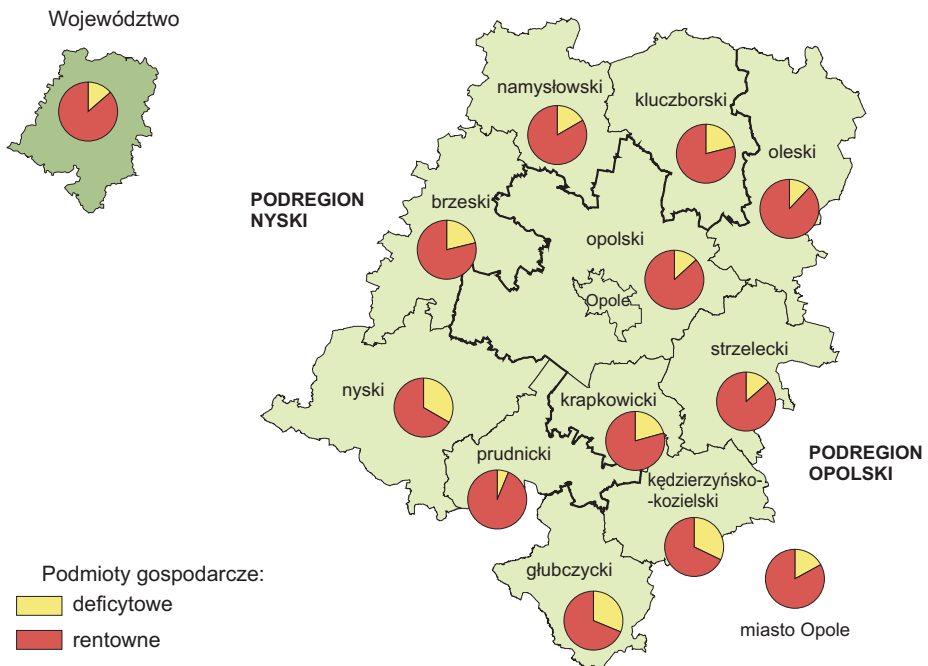 Województwo
namysłowski
kluczborski
oleski
PODREGION
NYSKI
brzeski
opolski
Opole
strzelecki
nyski
krapkowicki
prudnicki
PODREGION
OPOLSKI
kędzierzyńsko-
-kozielski
głubczycki
Podmioty gospodarcze:
deficytowe
rentowne
miasto Opole